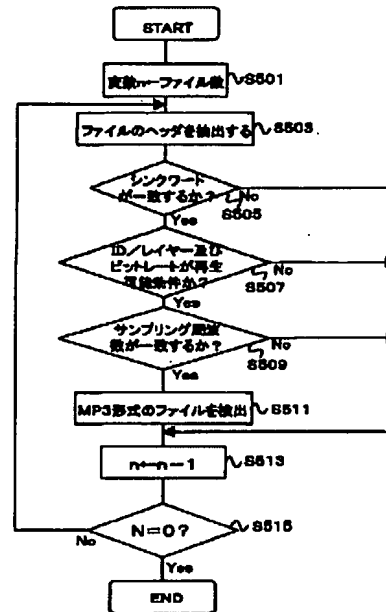 START
変数n←ファイル数
S501
ファイルのヘッダを抽出する
S503
シンクワード
が一致するか?
No
S505
Yes
ID/レイヤー及び
ビットレートが再生
可能条件か?
No
S507
Yes
サンプリング周波
数が一致するか?
No
S509
Yes
MP3形式のファイルを検出
S511
n←n-1
S513
N=0?
S515
No
Yes
END